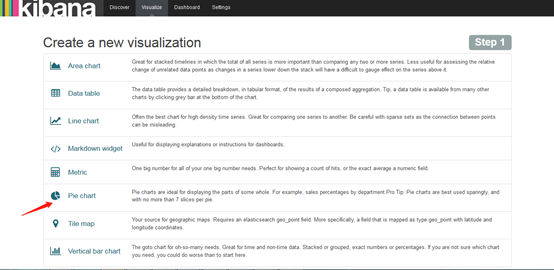 kibana Discover Visualize Dashboard Settings
Create a new visualization Step 1
Area chart Great for stacked timelines in which the total of all series is more important than comparing any two or more series. Less useful for assessing the relative
change of unrelated data points as changes in a series lower down the stack will have a difficult to gauge effect on the series above it.
Data table The data table provides a detailed breakdown, in tabular format, of the results of a composed aggregation. Tip, a data table is available from many other
charts by clicking grey bar at the bottom of the chart.
Line chart Often the best chart for high density time series. Great for comparing one series to another. Be careful with sparse sets as the connection between points
can be misleading.
Markdown widget Useful for displaying explanations or instructions for dashboards.
Metric One big number for all of your one big number needs. Perfect for showing a count of hits, or the exact average a numeric field.
Pie chart Pie charts are ideal for displaying the parts of some whole. For example, sales percentages by department.Pro Tip: Pie charts are best used sparingly, and
with no more than 7 slices per pie.
Tile map Your source for geographic maps. Requires an elasticsearch geo_point field. More specifically, a field that is mapped as type geo_point with latitude and
longitude coordinates.
Vertical bar chart The goto chart for oh-so-many needs. Great for time and non-time data. Stacked or grouped, exact numbers or percentages. If you are not sure which chart
you need, you could do worse than to start here.